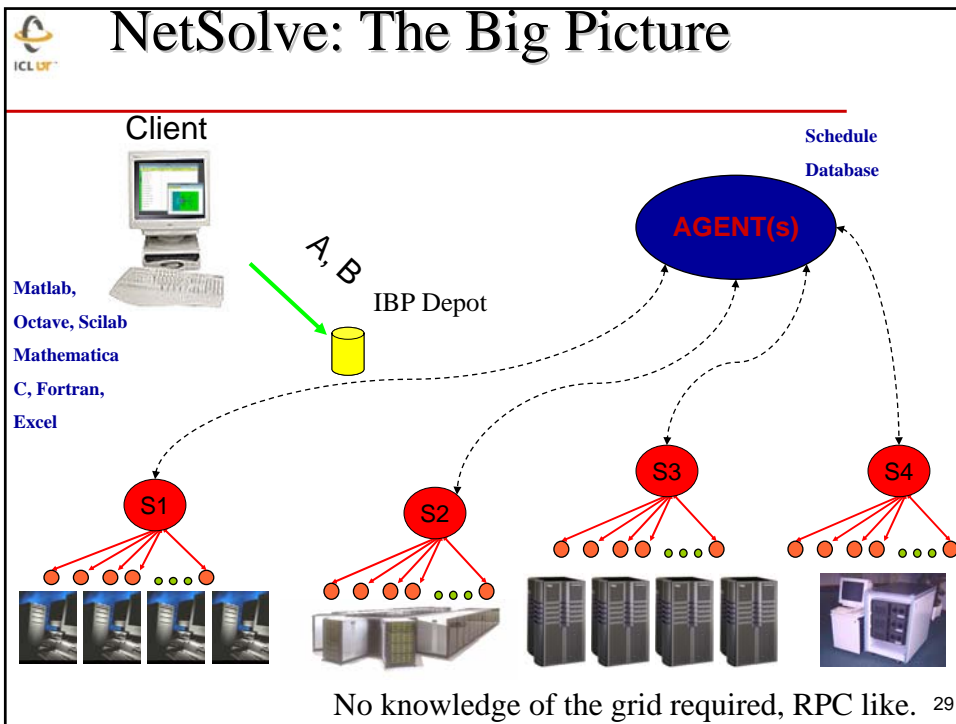 ICL UT
NetSolve: The Big Picture
Client
Schedule
Database
AGENT(s)
A, B
IBP Depot
Matlab,
Octave, Scilab
Mathematica
C, Fortran,
Excel
S1
S2
S3
S4
No knowledge of the grid required, RPC like.
29